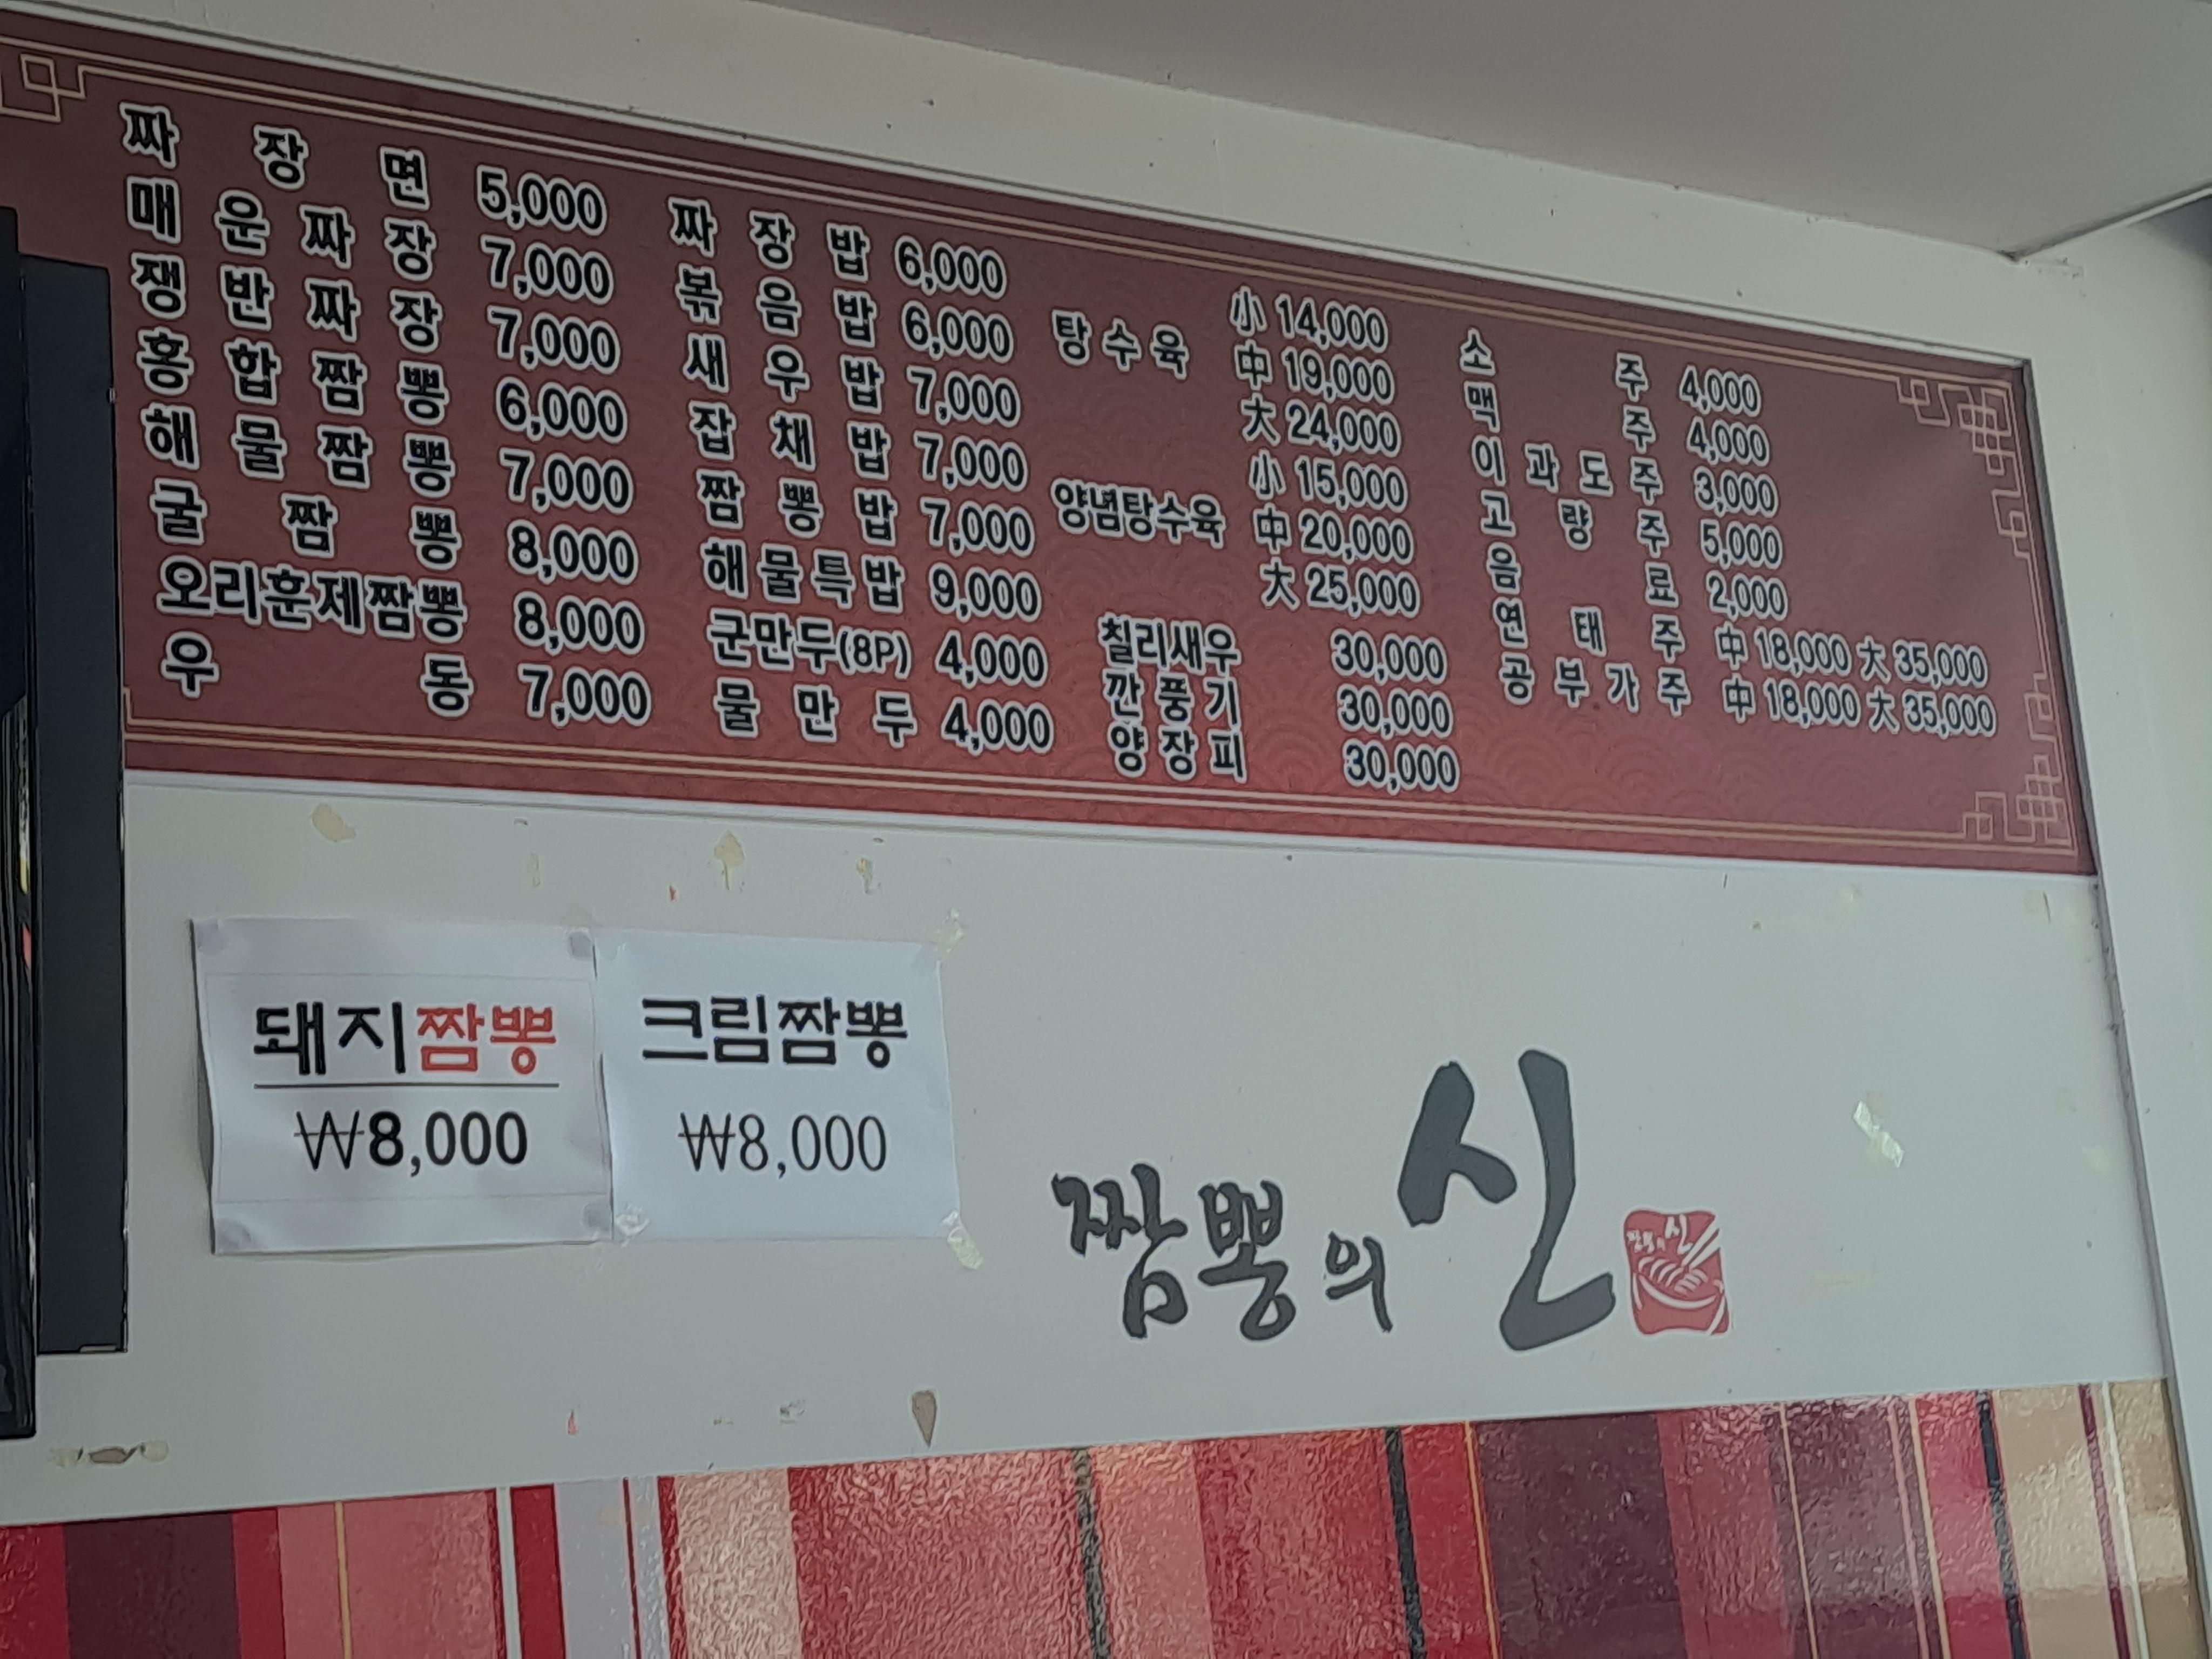 짜장면 5,000
매운짜장 7,000
쟁반짜장 7,000
홍합짬뽕 6,000
해물짬뽕 7,000
굴짬뽕 8,000
오리훈제짬뽕 8,000
우동 7,000
짜장밥 6,000
볶음밥 6,000
새우밥 7,000
잡채밥 7,000
짬뽕밥 7,000
해물특밥 9,000
군만두(8P) 4,000
물만두 4,000
탕수육 小 14,000
中 19,000
大 24,000
양념탕수육 小 15,000
中 20,000
大 25,000
칠리새우 30,000
깐풍기 30,000
양장피 30,000
소주 4,000
맥주 4,000
이과도주 3,000
고량주 5,000
음료 2,000
연태주 中 18,000 大 35,000
공부가주 中 18,000 大 35,000
돼지짬뽕
₩8,000
크림짬뽕
₩8,000
짬뽕의신
짬뽕의신